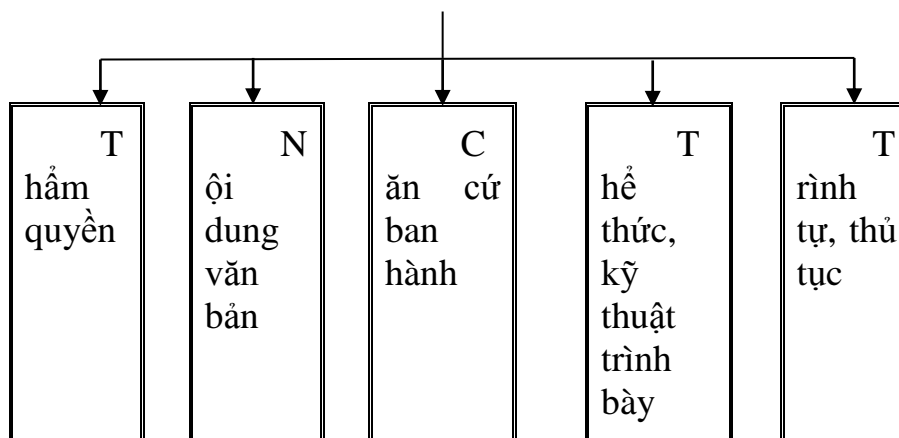 T
hẩm
quyền
N
ội
dung
văn
bản
C
ăn cứ
ban
hành
T
hể
thức,
kỹ
thuật
trình
bày
T
rình
tự, thủ
tục